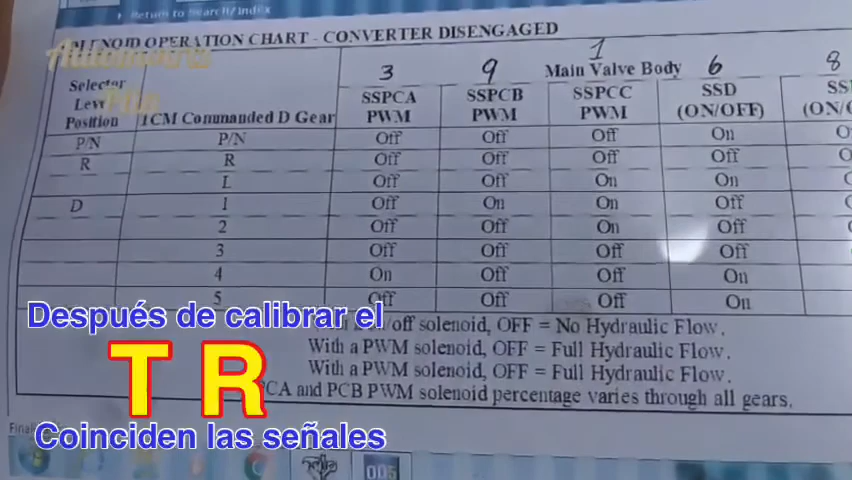 Return to Search/Index
SOLENOID OPERATION CHART - CONVERTER DISENGAGED
Selector
Position
TCM Commanded D Gear
3 9 1 6 8
Main Valve Body
SSPCA PWM
SSPCB PWM
SSPCC PWM
SSD (ON/OFF)
P/N P/N Off Off Off On
R R Off Off Off Off
L Off Off On On
D 1 Off On On Off
2 Off Off On Off
3 Off Off Off Off
4 On Off Off On
5 Off Off Off On
Después de calibrar el
on/off solenoid, OFF = No Hydraulic Flow.
With a PWM solenoid, OFF = Full Hydraulic Flow.
With a PWM solenoid, OFF = Full Hydraulic Flow.
TR
PCA and PCB PWM solenoid percentage varies through all gears.
Coinciden las señales